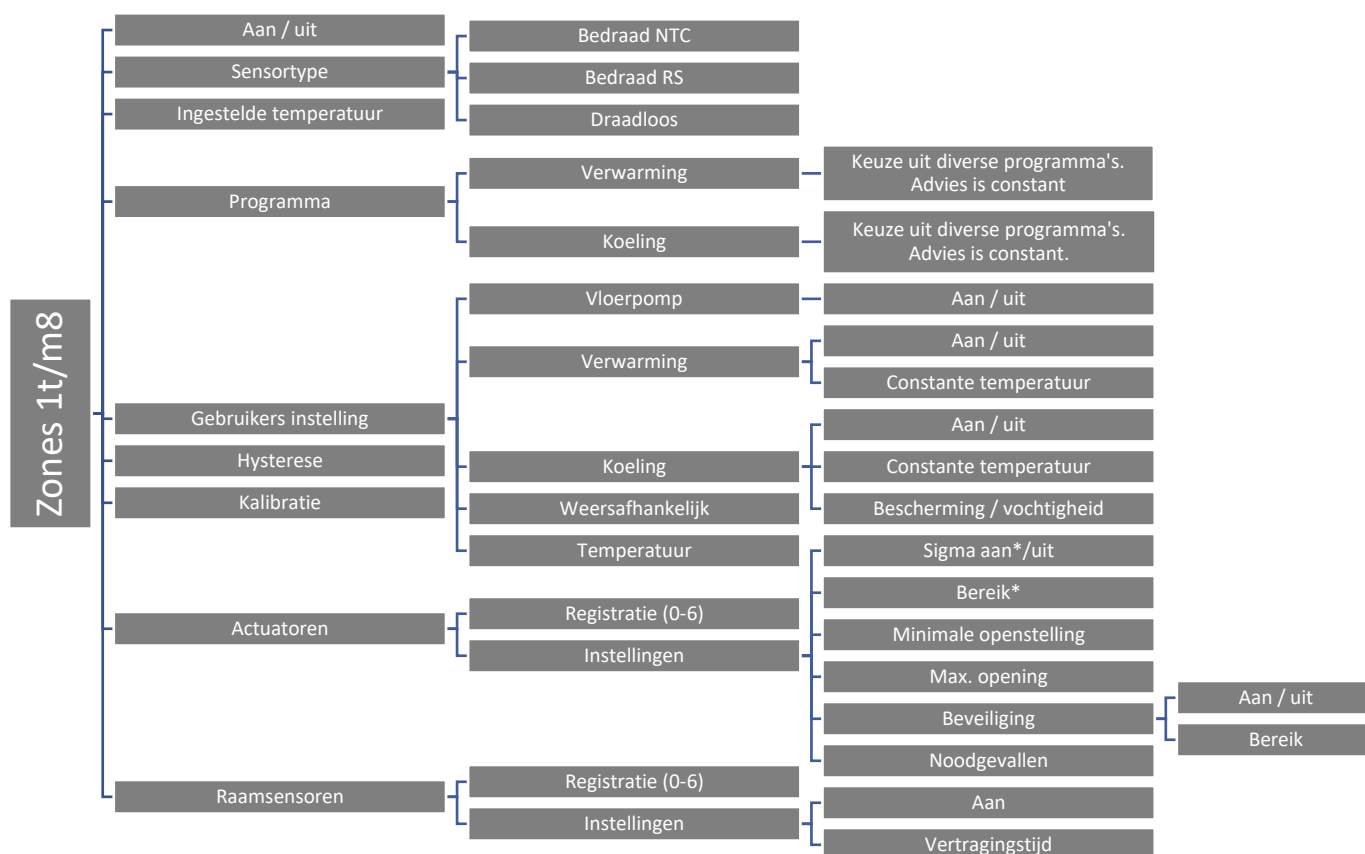 Zones 1t/m8
Aan / uit
Sensortype
Bedraad NTC
Bedraad RS
Draadloos
Ingestelde temperatuur
Programma
Verwarming
Keuze uit diverse programma's.
Advies is constant
Koeling
Keuze uit diverse programma's.
Advies is constant.
Gebruikers instelling
Vloerpomp
Aan / uit
Verwarming
Aan / uit
Constante temperatuur
Koeling
Aan / uit
Constante temperatuur
Bescherming / vochtigheid
Weersafhankelijk
Temperatuur
Hysterese
Kalibratie
Actuatoren
Registratie (0-6)
Instellingen
Sigma aan*/uit
Bereik*
Minimale openstelling
Max. opening
Beveiliging
Aan / uit
Bereik
Noodgevallen
Raamsensoren
Registratie (0-6)
Instellingen
Aan
Vertragingstijd